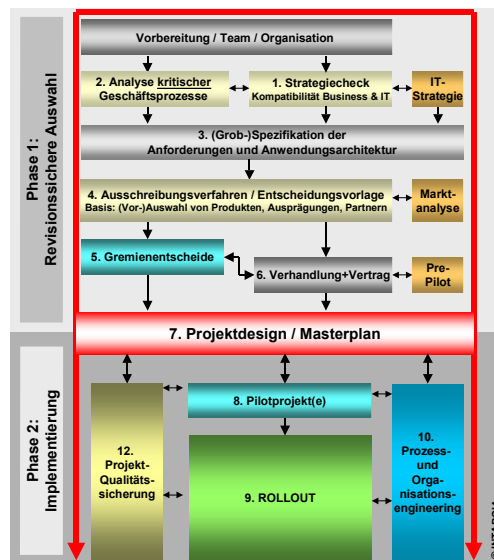 Phase 1:
Revisionssichere Auswahl
Vorbereitung / Team / Organisation
2. Analyse kritischer
Geschäftsprozesse
1. Strategiecheck
Kompatibilität Business & IT
IT-
Strategie
3. (Grob-)Spezifikation der
Anforderungen und Anwendungsarchitektur
4. Ausschreibungsverfahren / Entscheidungsvorlage
Basis: (Vor-)Auswahl von Produkten, Ausprägungen, Partnern
Markt-
analyse
5. Gremienentscheide
6. Verhandlung+Vertrag
Pre-
Pilot
7. Projektdesign / Masterplan
Phase 2:
Implementierung
8. Pilotprojekt(e)
12.
Projekt-
Qualitäts-
sicherung
9. ROLLOUT
10.
Prozess-
und
Orga-
nisations-
engineering